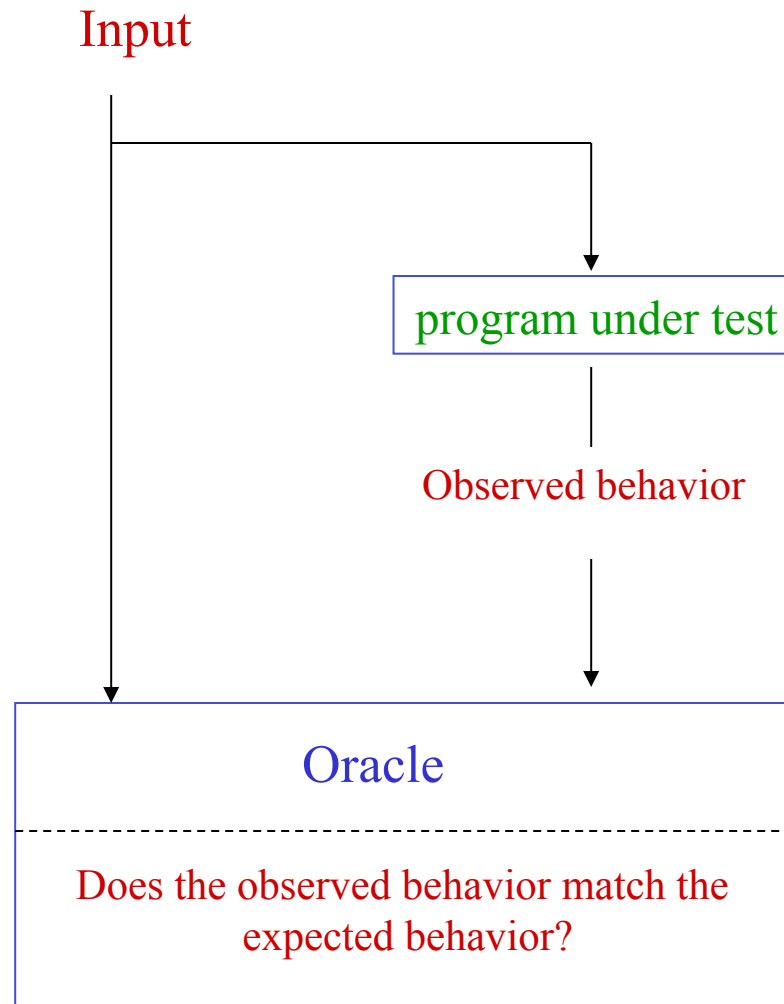 Input
program under test
Observed behavior
Oracle
Does the observed behavior match the
expected behavior?